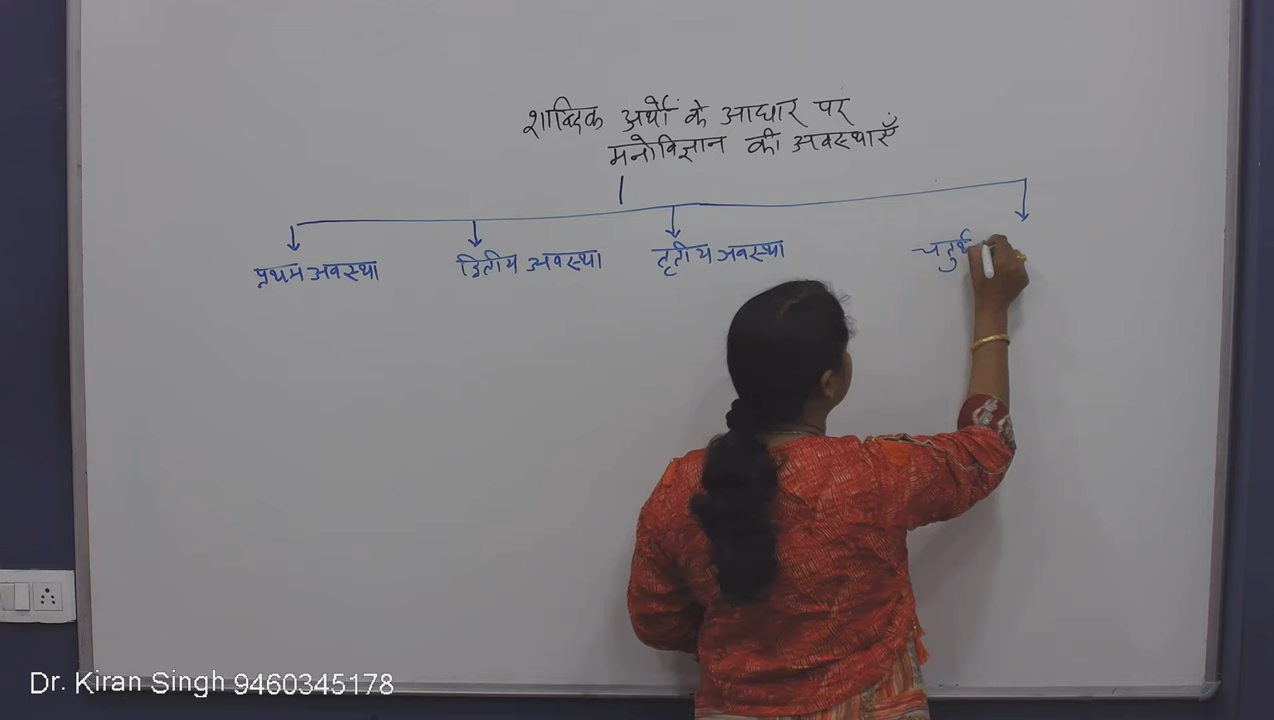 शाब्दिक अर्थों के आधार पर
मनोविज्ञान की अवस्थाएँ
प्रथम अवस्था
द्वितीय अवस्था
तृतीय अवस्था
चतुर्थ
Dr. Kiran Singh 9460345178